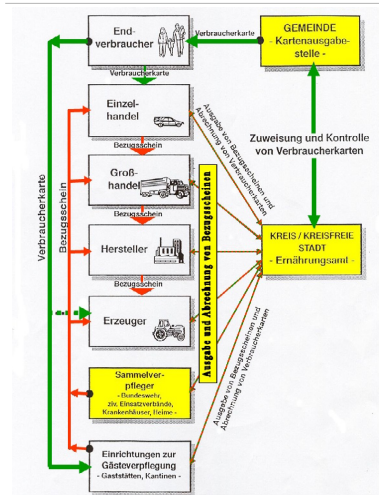 End-
verbraucher
Verbraucherkarte
GEMEINDE
- Kartenausgabe-
stelle -
Verbraucherkarte
Einzel-
handel
Bezugsschein
Groß-
handel
Bezugsschein
Hersteller
Bezugsschein
Erzeuger
Sammelver-
pfleger
- Bundeswehr,
ziv. Einsatzverbände,
Krankenhäuser, Heime -
Einrichtungen zur
Gästeverpflegung
- Gaststätten, Kantinen -
Verbraucherkarte
Bezugsschein
Ausgabe und Abrechnung von Bezugsscheinen
Ausgabe von Bezugsscheinen und
Abrechnung von Verbraucherkarten
Zuweisung und Kontrolle
von Verbraucherkarten
KREIS / KREISFREIE
STADT
- Ernährungsamt -
Ausgabe von Bezugsscheinen und
Abrechnung von Verbraucherkarten